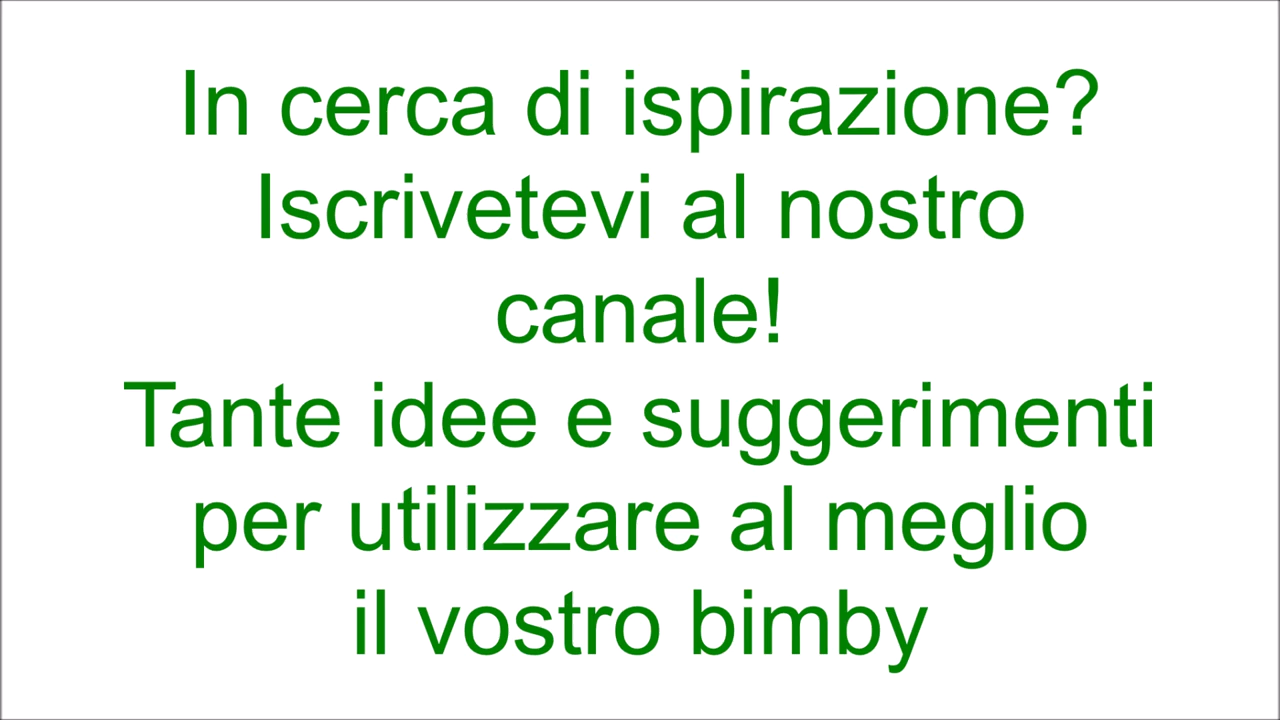 In cerca di ispirazione?
Iscrivetevi al nostro
canale!
Tante idee e suggerimenti
per utilizzare al meglio
il vostro bimby